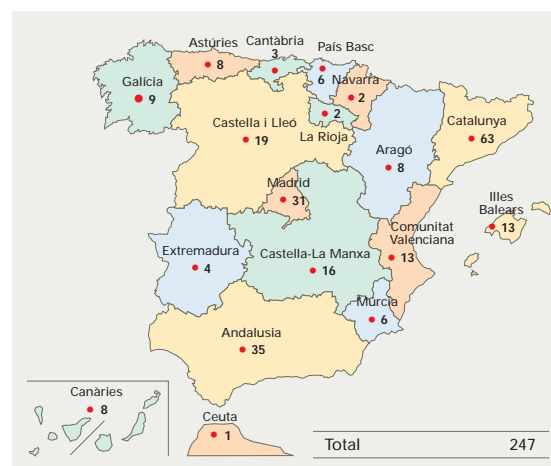 Astúries
8
Cantàbria
3
País Basc
6
Navarra
2
Galícia
9
Castella i Lleó
19
La Rioja
2
Catalunya
63
Aragó
8
Madrid
31
Illes
Balears
13
Comunitat
Valenciana
13
Extremadura
4
Castella-La Manxa
16
Múrcia
6
Andalusia
35
Canàries
8
Ceuta
1
Total 247